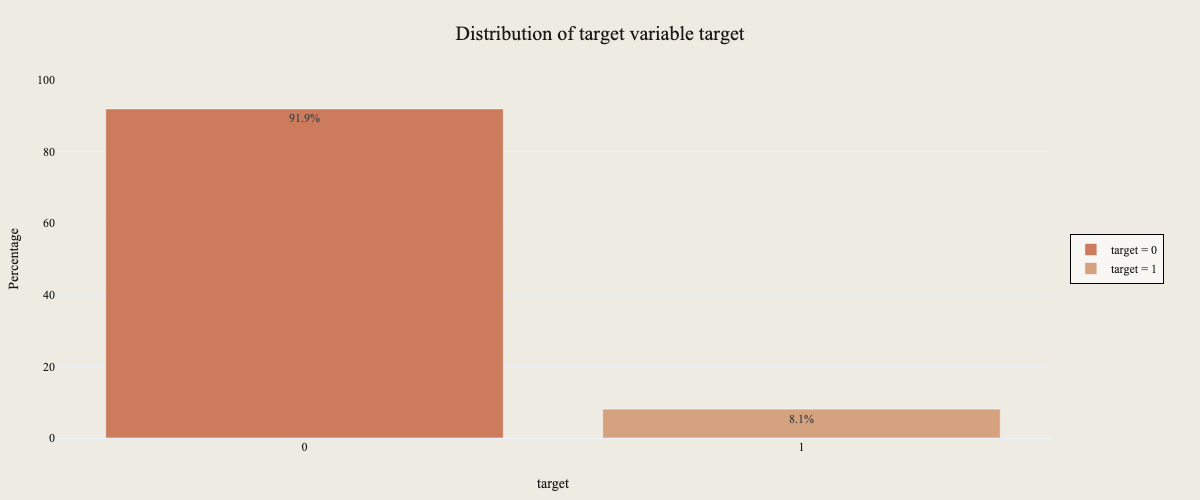 Distribution of target variable target
Percentage
100
80
60
40
20
0
91.9%
8.1%
0
1
target
target = 0
target = 1